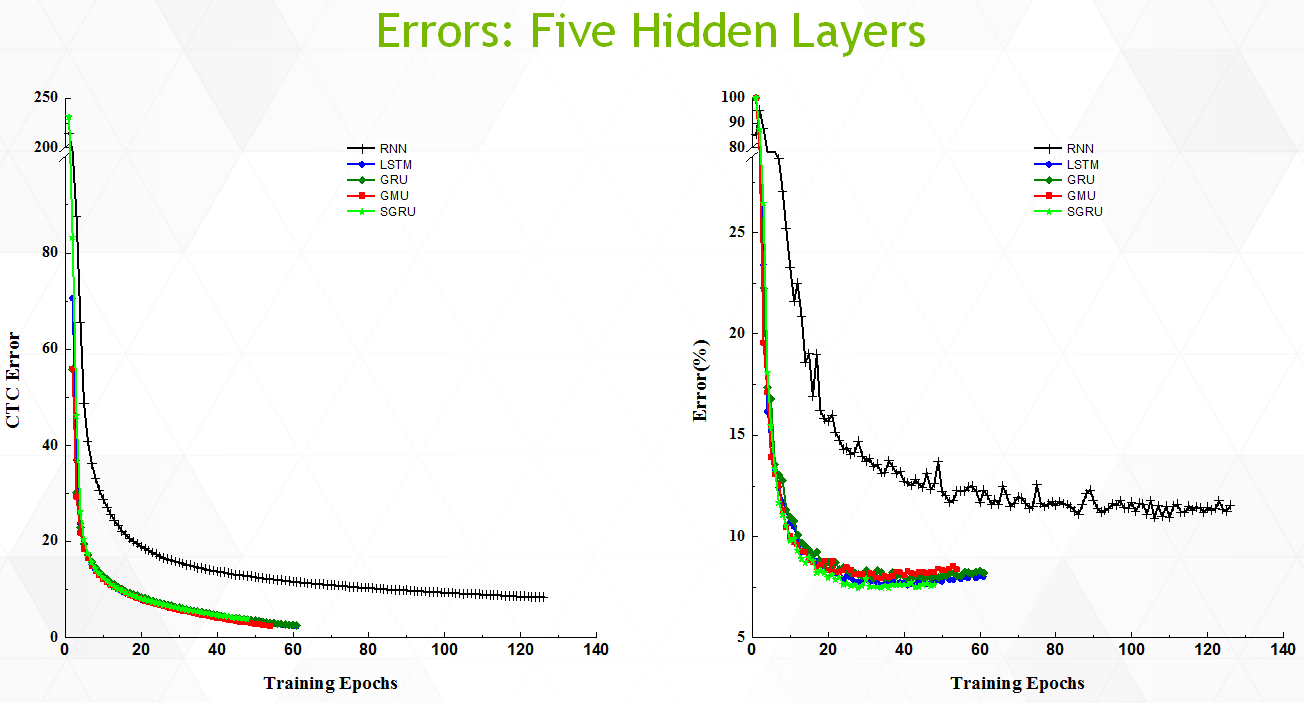 Errors: Five Hidden Layers
250
200
80
60
40
20
0
CTC Error
RNN
LSTM
GRU
GMU
SGRU
0 20 40 60 80 100 120 140
Training Epochs
100
90
80
25
20
15
10
5
Error(%)
RNN
LSTM
GRU
GMU
SGRU
0 20 40 60 80 100 120 140
Training Epochs